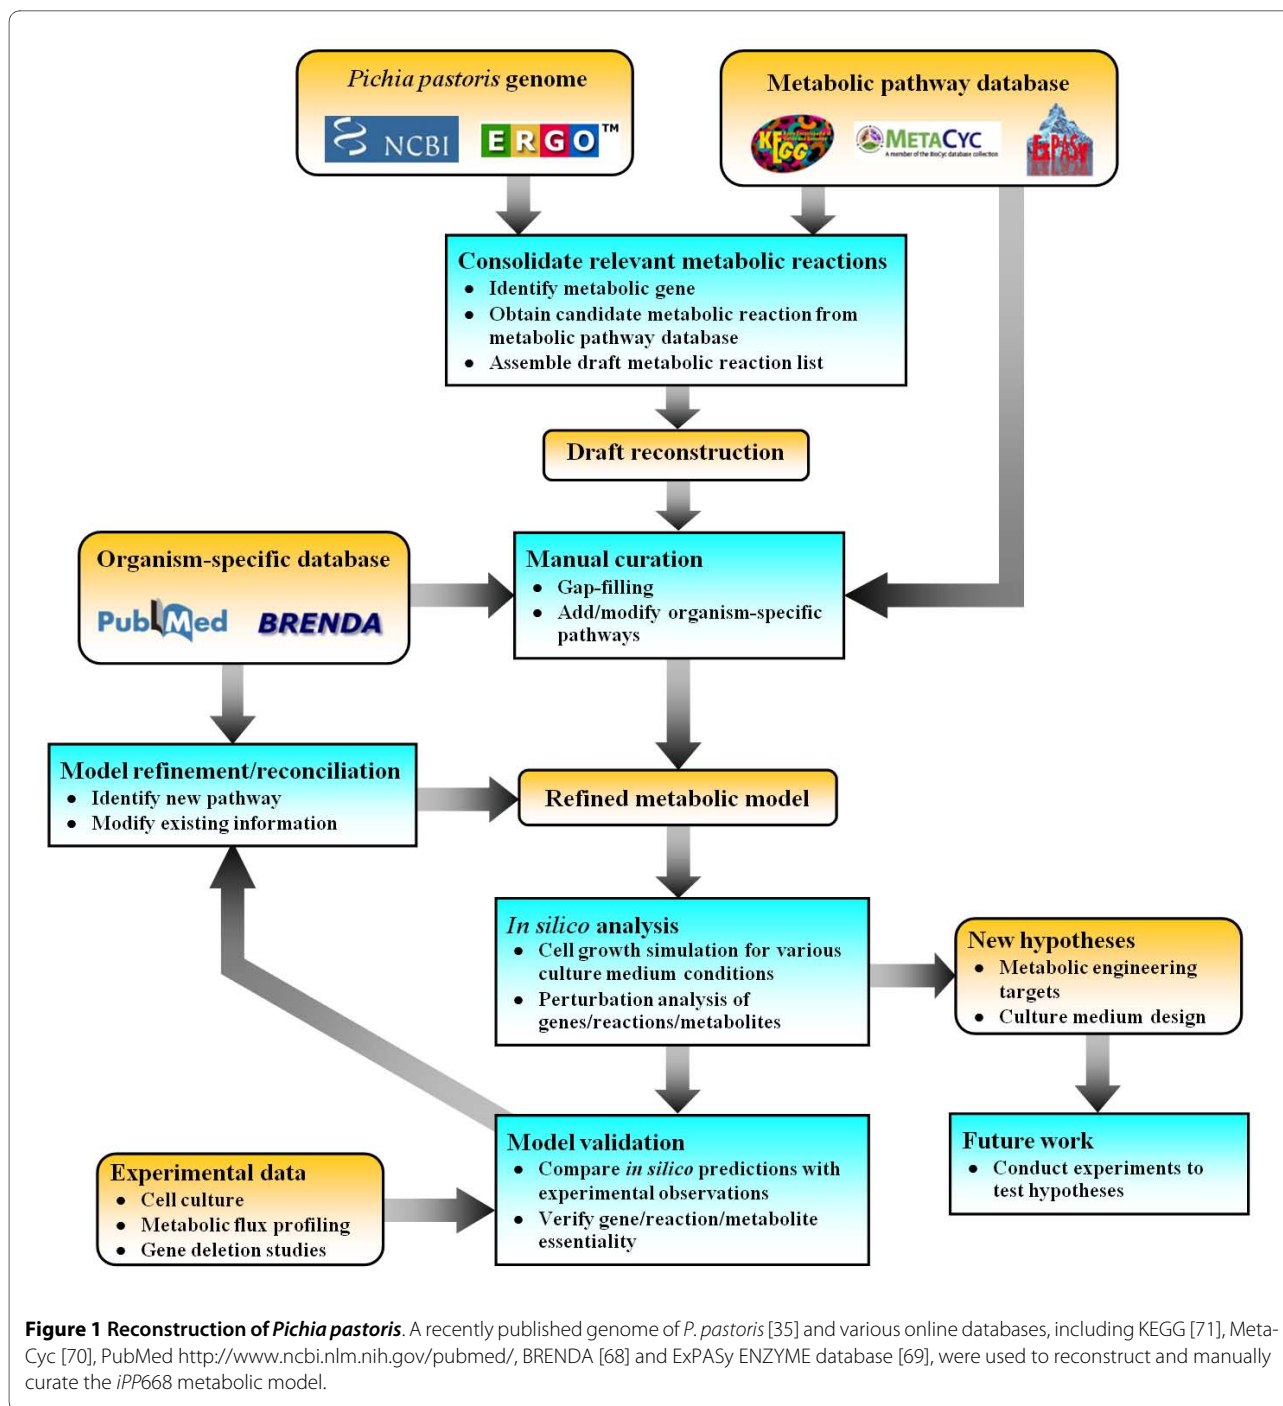 Pichia pastoris genome
NCBI
ERGO™
Metabolic pathway database
KEGG
METACYC
A member of the BioCyc database collection
ExPASy
Consolidate relevant metabolic reactions
● Identify metabolic gene
● Obtain candidate metabolic reaction from
metabolic pathway database
● Assemble draft metabolic reaction list
Draft reconstruction
Organism-specific database
PubMed
BRENDA
Manual curation
● Gap-filling
● Add/modify organism-specific
pathways
Model refinement/reconciliation
● Identify new pathway
● Modify existing information
Refined metabolic model
In silico analysis
● Cell growth simulation for various
culture medium conditions
● Perturbation analysis of
genes/reactions/metabolites
New hypotheses
● Metabolic engineering
targets
● Culture medium design
Model validation
● Compare in silico predictions with
experimental observations
● Verify gene/reaction/metabolite
essentiality
Experimental data
● Cell culture
● Metabolic flux profiling
● Gene deletion studies
Future work
● Conduct experiments to
test hypotheses
Figure 1 Reconstruction of Pichia pastoris. A recently published genome of P. pastoris [35] and various online databases, including KEGG [71], Meta-
Cyc [70], PubMed http://www.ncbi.nlm.nih.gov/pubmed/, BRENDA [68] and ExPASy ENZYME database [69], were used to reconstruct and manually
curate the iPP668 metabolic model.